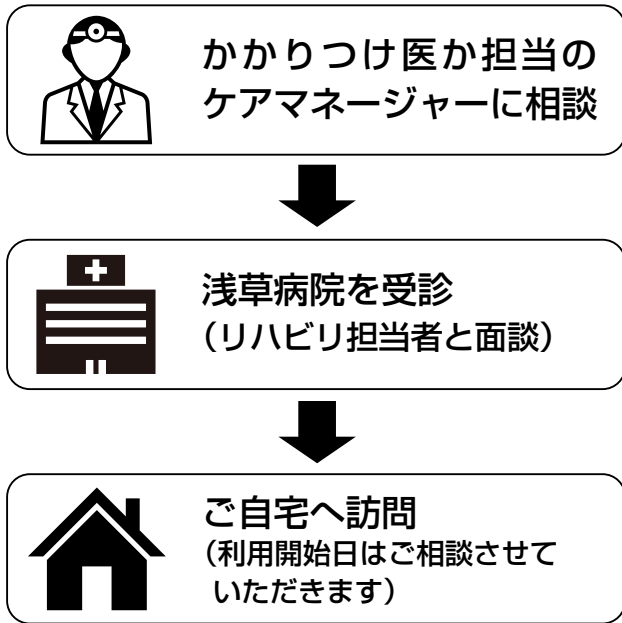 かかりつけ医か担当の
ケアマネージャーに相談
浅草病院を受診
（リハビリ担当者と面談）
ご自宅へ訪問
（利用開始日はご相談させて
いただきます）